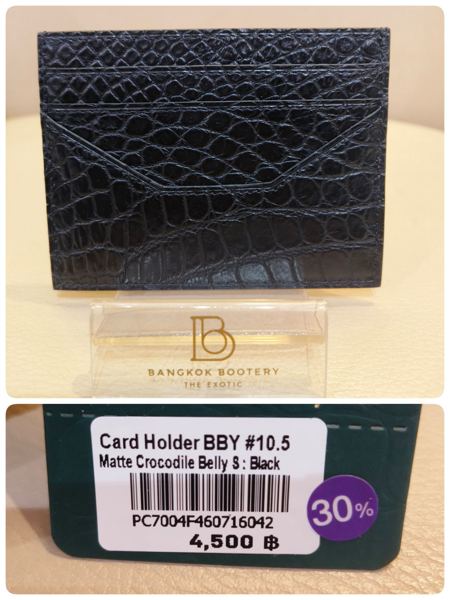 BANGKOK BOOTERY
THE EXOTIC
Card Holder BBY #10.5
Matte Crocodile Belly S : Black
PC7004F460716042
4,500 ฿
30%